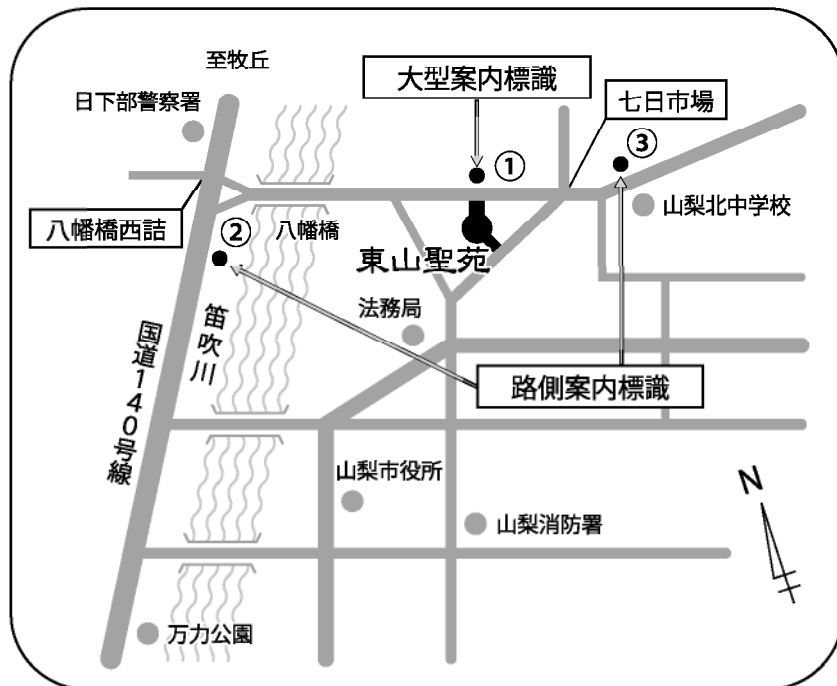 至牧丘
大型案内標識
日下部警察署
七日市場
①
③
八幡橋西詰
②
八幡橋
山梨北中学校
東山聖苑
笛吹川
法務局
国道140号線
路側案内標識
山梨市役所
山梨消防署
N
万力公園